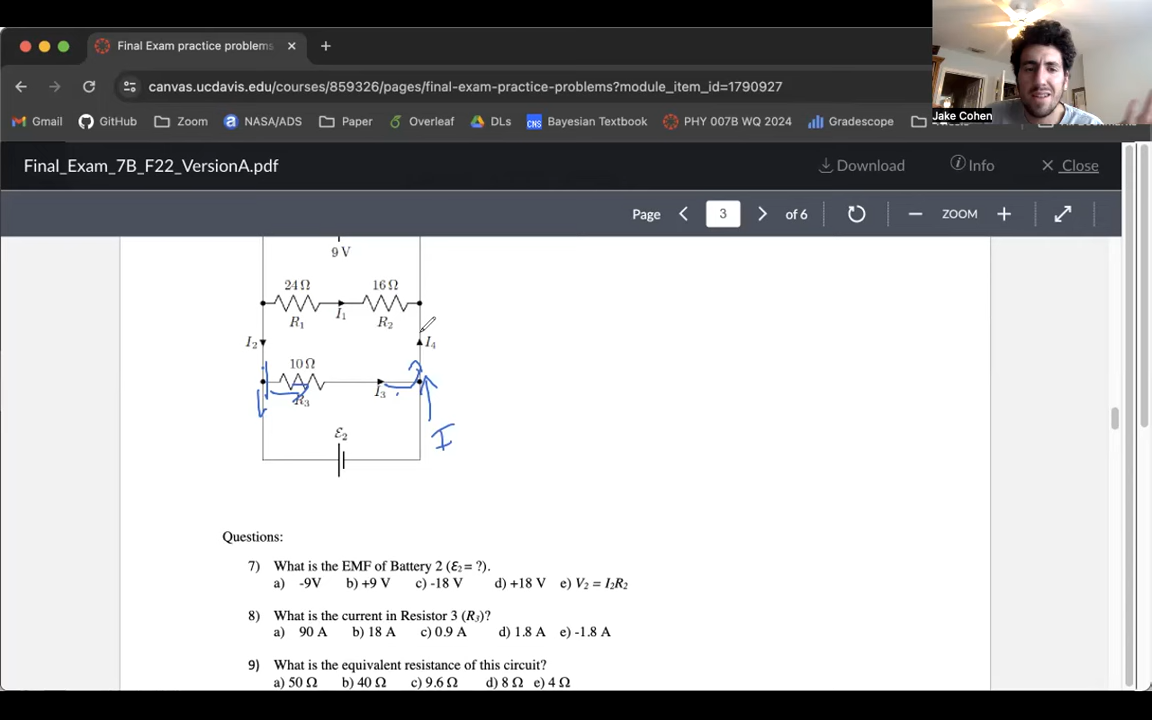 Final Exam practice problems
canvas.ucdavis.edu/courses/859326/pages/final-exam-practice-problems?module_item_id=1790927
Gmail GitHub Zoom NASA/ADS Paper Overleaf DLs CNS Bayesian Textbook PHY 007B WQ 2024 Gradescope
Jake Cohen
Final_Exam_7B_F22_VersionA.pdf Download Info Close
Page 3 of 6 ZOOM
9 V
24 Ω 16 Ω
I₁
R₁ R₂
I₂ I₄
10 Ω
R₃ I₃
I
ℰ₂
Questions:
7) What is the EMF of Battery 2 (ℰ₂ = ?).
a) -9V b) +9 V c) -18 V d) +18 V e) V₂ = I₂R₂
8) What is the current in Resistor 3 (R₃)?
a) 90 A b) 18 A c) 0.9 A d) 1.8 A e) -1.8 A
9) What is the equivalent resistance of this circuit?
a) 50 Ω b) 40 Ω c) 9.6 Ω d) 8 Ω e) 4 Ω